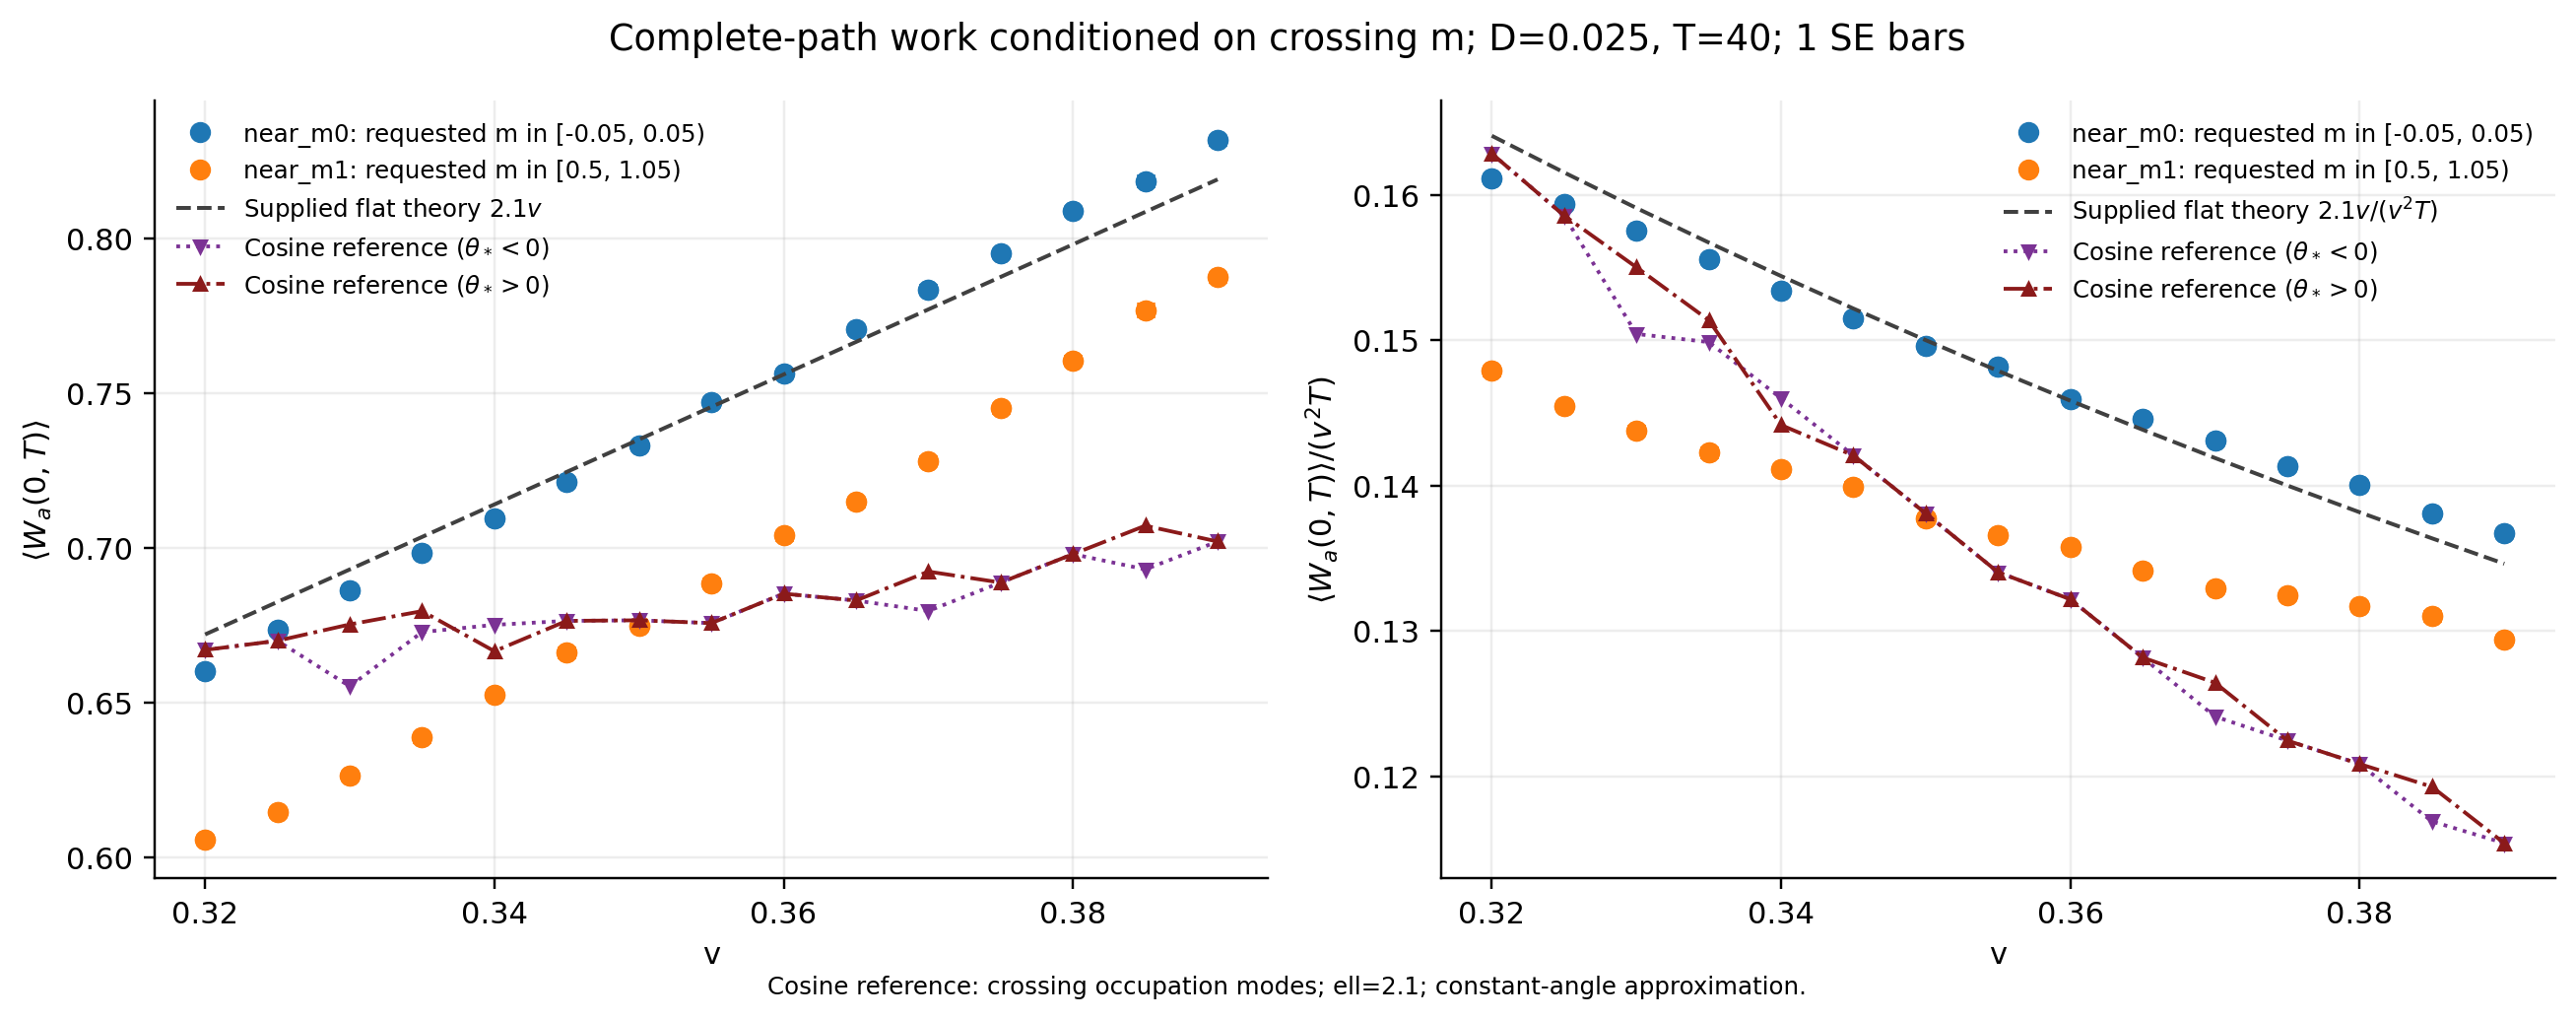 Complete-path work conditioned on crossing m; D=0.025, T=40; 1 SE bars
near_m0: requested m in [-0.05, 0.05)
near_m1: requested m in [0.5, 1.05)
Supplied flat theory 2.1v
Cosine reference (θ* < 0)
Cosine reference (θ* > 0)
⟨Wₐ(0, T)⟩
0.80
0.75
0.70
0.65
0.60
0.32
0.34
0.36
0.38
v
near_m0: requested m in [-0.05, 0.05)
near_m1: requested m in [0.5, 1.05)
Supplied flat theory 2.1v/(v²T)
Cosine reference (θ* < 0)
Cosine reference (θ* > 0)
⟨Wₐ(0, T)⟩/(v²T)
0.16
0.15
0.14
0.13
0.12
0.32
0.34
0.36
0.38
v
Cosine reference: crossing occupation modes; ell=2.1; constant-angle approximation.